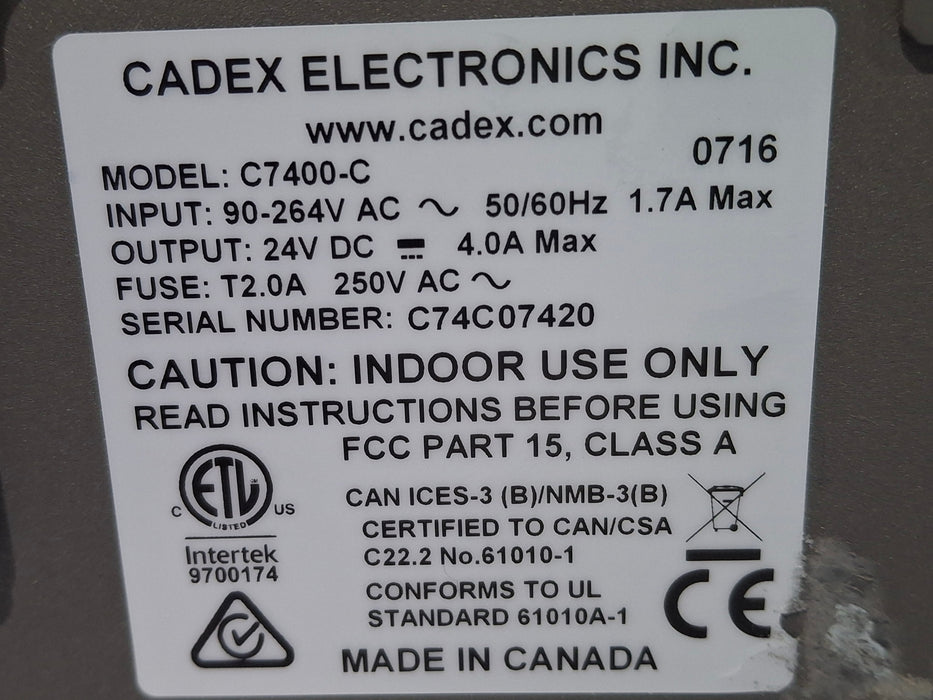 CADEX ELECTRONICS INC.
www.cadex.com
0716
MODEL: C7400-C
INPUT: 90-264V AC ~ 50/60Hz 1.7A Max
OUTPUT: 24V DC ⎓ 4.0A Max
FUSE: T2.0A 250V AC ~
SERIAL NUMBER: C74C07420
CAUTION: INDOOR USE ONLY
READ INSTRUCTIONS BEFORE USING
FCC PART 15, CLASS A
C ETL US
LISTED
Intertek
9700174
CAN ICES-3 (B)/NMB-3(B)
CERTIFIED TO CAN/CSA
C22.2 No.61010-1
CONFORMS TO UL
STANDARD 61010A-1
CE
MADE IN CANADA